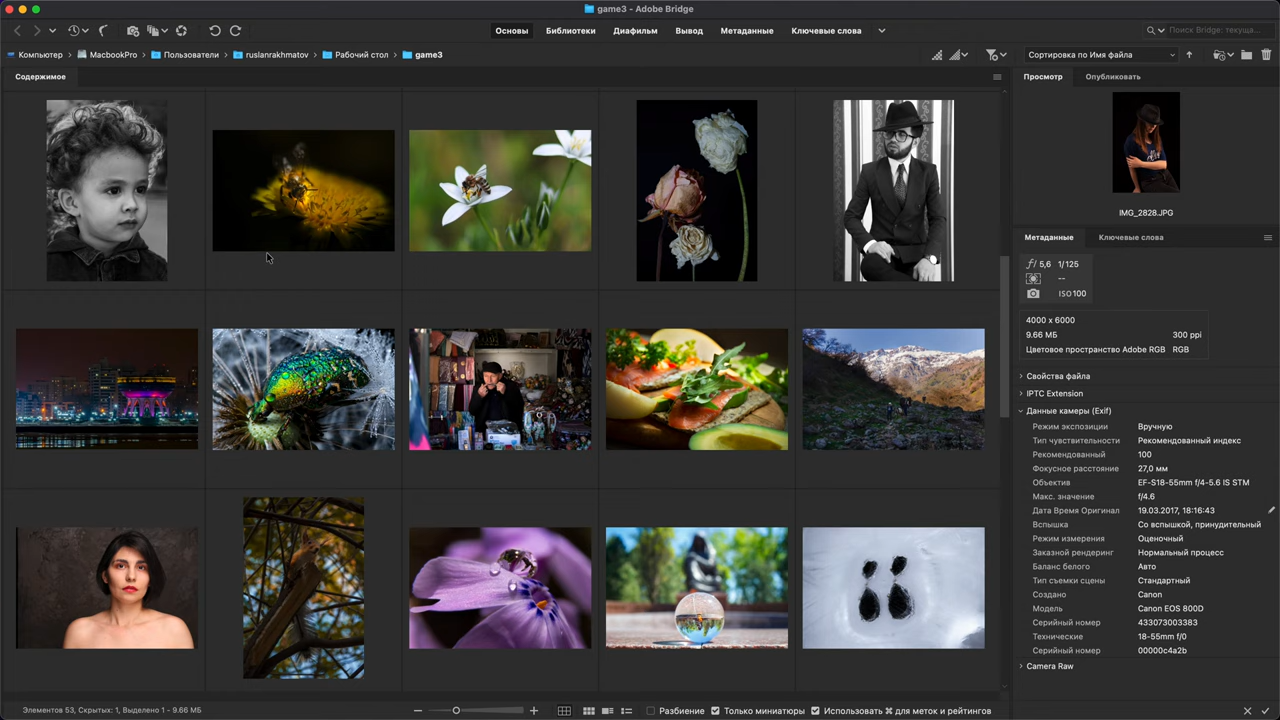 game3 - Adobe Bridge
Основы
Библиотеки
Диафильм
Вывод
Метаданные
Ключевые слова
Поиск Bridge: текуща...
Компьютер
MacbookPro
Пользователи
ruslanrakhmatov
Рабочий стол
game3
Сортировка по Имя файла
Содержимое
Просмотр
Опубликовать
IMG_2828.JPG
Метаданные
Ключевые слова
f/ 5,6 1/125
--
ISO100
4000 x 6000
9.66 МБ 300 ppi
Цветовое пространство Adobe RGB RGB
Свойства файла
IPTC Extension
Данные камеры (Exif)
Режим экспозиции Вручную
Тип чувствительности Рекомендованный индекс
Рекомендованный 100
Фокусное расстояние 27,0 мм
Объектив EF-S18-55mm f/4-5.6 IS STM
Макс. значение f/4.6
Дата Время Оригинал 19.03.2017, 18:16:43
Вспышка Со вспышкой, принудительный
Режим измерения Оценочный
Заказной рендеринг Нормальный процесс
Баланс белого Авто
Тип съемки сцены Стандартный
Создано Canon
Модель Canon EOS 800D
Серийный номер 433073003383
Технические 18-55mm f/0
Серийный номер 00000c4a2b
Camera Raw
Элементов 53, Скрытых: 1, Выделено 1 - 9.66 МБ
Разбиение
Только миниатюры
Использовать ⌘ для меток и рейтингов